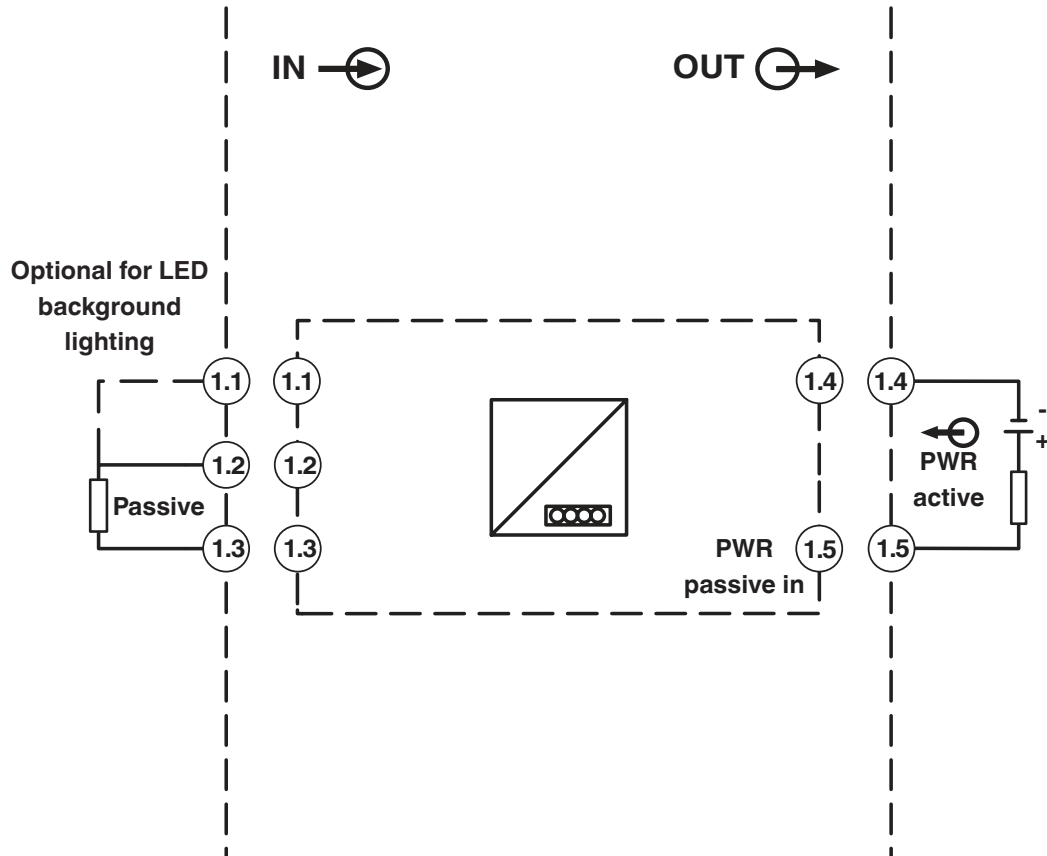 IN
OUT
Optional for LED
background
lighting
1.1
1.1
1.4
1.4
-
+
PWR
active
1.2
1.2
Passive
1.3
1.3
PWR
passive in
1.5
1.5